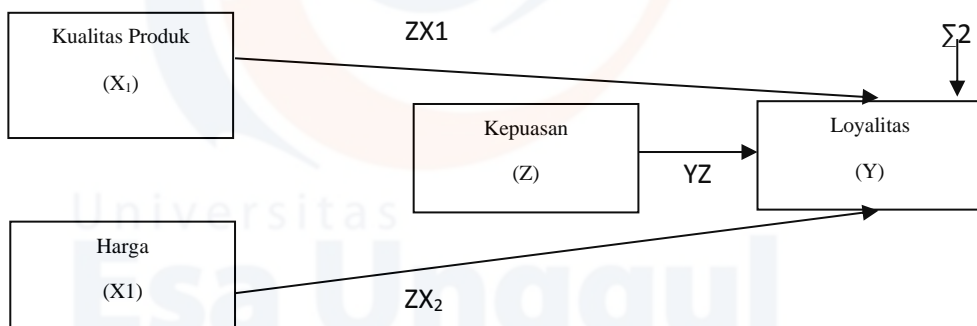 Kualitas Produk
(X₁)
ZX1
∑2
Kepuasan
(Z)
YZ
Loyalitas
(Y)
Universitas
Esa Unggul
Harga
(X1)
ZX₂